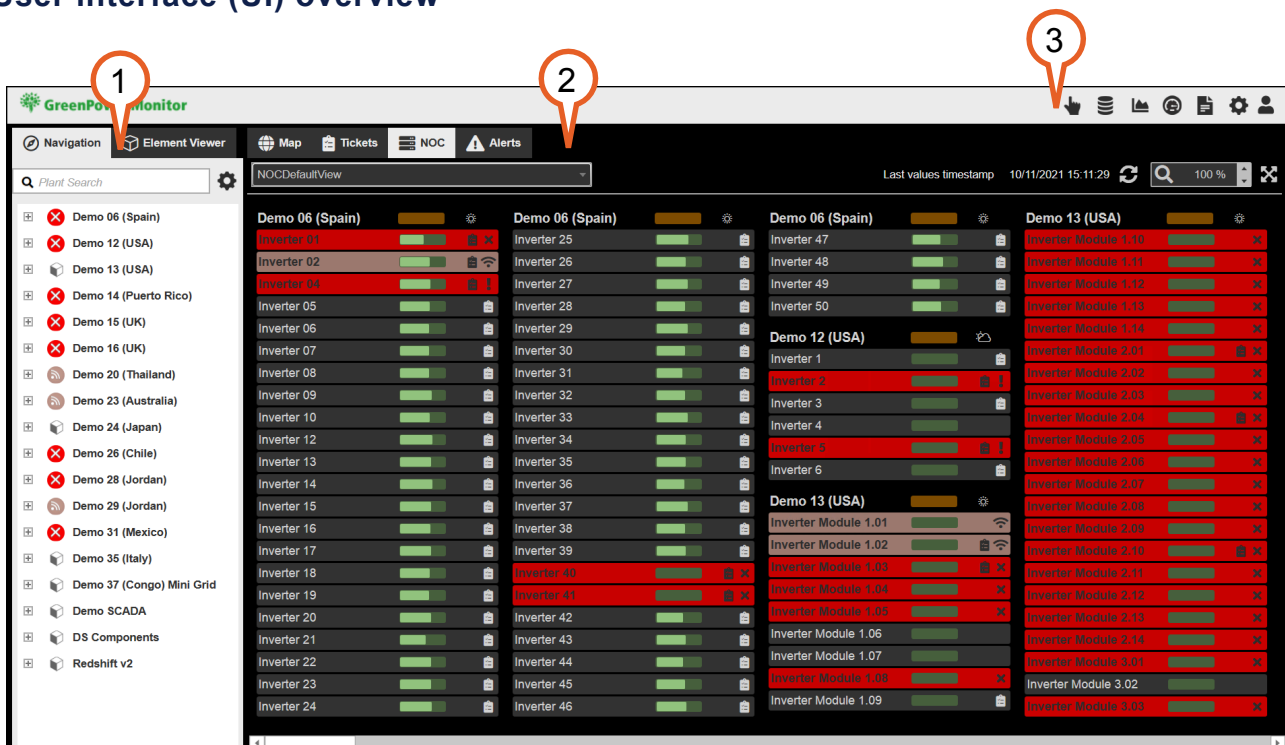 User Interface (UI) overview
1
2
3
GreenPowerMonitor
Navigation
Element Viewer
Map
Tickets
NOC
Alerts
Plant Search
NOCDefaultView
Last values timestamp 10/11/2021 15:11:29
100 %
Demo 06 (Spain)
Demo 12 (USA)
Demo 13 (USA)
Demo 14 (Puerto Rico)
Demo 15 (UK)
Demo 16 (UK)
Demo 20 (Thailand)
Demo 23 (Australia)
Demo 24 (Japan)
Demo 26 (Chile)
Demo 28 (Jordan)
Demo 29 (Jordan)
Demo 31 (Mexico)
Demo 35 (Italy)
Demo 37 (Congo) Mini Grid
Demo SCADA
DS Components
Redshift v2
Demo 06 (Spain)
Inverter 01
Inverter 02
Inverter 04
Inverter 05
Inverter 06
Inverter 07
Inverter 08
Inverter 09
Inverter 10
Inverter 12
Inverter 13
Inverter 14
Inverter 15
Inverter 16
Inverter 17
Inverter 18
Inverter 19
Inverter 20
Inverter 21
Inverter 22
Inverter 23
Inverter 24
Demo 06 (Spain)
Inverter 25
Inverter 26
Inverter 27
Inverter 28
Inverter 29
Inverter 30
Inverter 31
Inverter 32
Inverter 33
Inverter 34
Inverter 35
Inverter 36
Inverter 37
Inverter 38
Inverter 39
Inverter 40
Inverter 41
Inverter 42
Inverter 43
Inverter 44
Inverter 45
Inverter 46
Demo 06 (Spain)
Inverter 47
Inverter 48
Inverter 49
Inverter 50
Demo 12 (USA)
Inverter 1
Inverter 2
Inverter 3
Inverter 4
Inverter 5
Inverter 6
Demo 13 (USA)
Inverter Module 1.01
Inverter Module 1.02
Inverter Module 1.03
Inverter Module 1.04
Inverter Module 1.05
Inverter Module 1.06
Inverter Module 1.07
Inverter Module 1.08
Inverter Module 1.09
Demo 13 (USA)
Inverter Module 1.10
Inverter Module 1.11
Inverter Module 1.12
Inverter Module 1.13
Inverter Module 1.14
Inverter Module 2.01
Inverter Module 2.02
Inverter Module 2.03
Inverter Module 2.04
Inverter Module 2.05
Inverter Module 2.06
Inverter Module 2.07
Inverter Module 2.08
Inverter Module 2.09
Inverter Module 2.10
Inverter Module 2.11
Inverter Module 2.12
Inverter Module 2.13
Inverter Module 2.14
Inverter Module 3.01
Inverter Module 3.02
Inverter Module 3.03